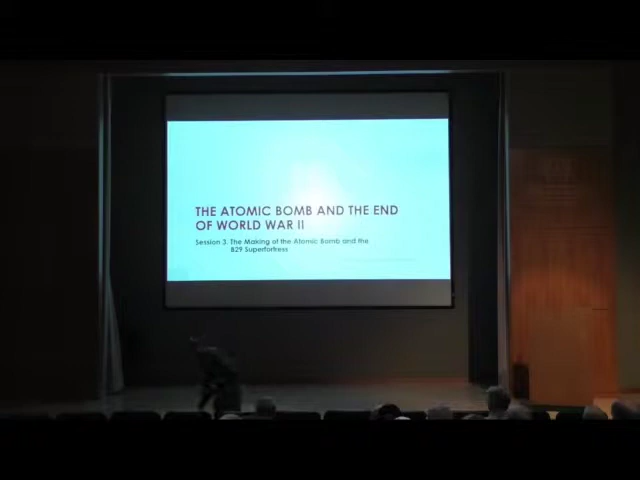 THE ATOMIC BOMB AND THE END
OF WORLD WAR II
Session 3. The Making of the Atomic Bomb and the
B29 Superfortress